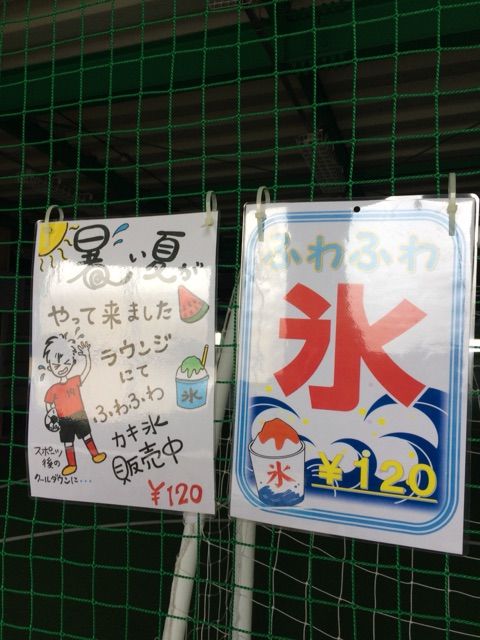 暑い夏が
やって来ました
ラウンジ
にて
ふわふわ
カキ氷
販売中
氷
スポーツ
後の
クールダウンに・・・
¥120
ふわふわ
氷
氷
¥120